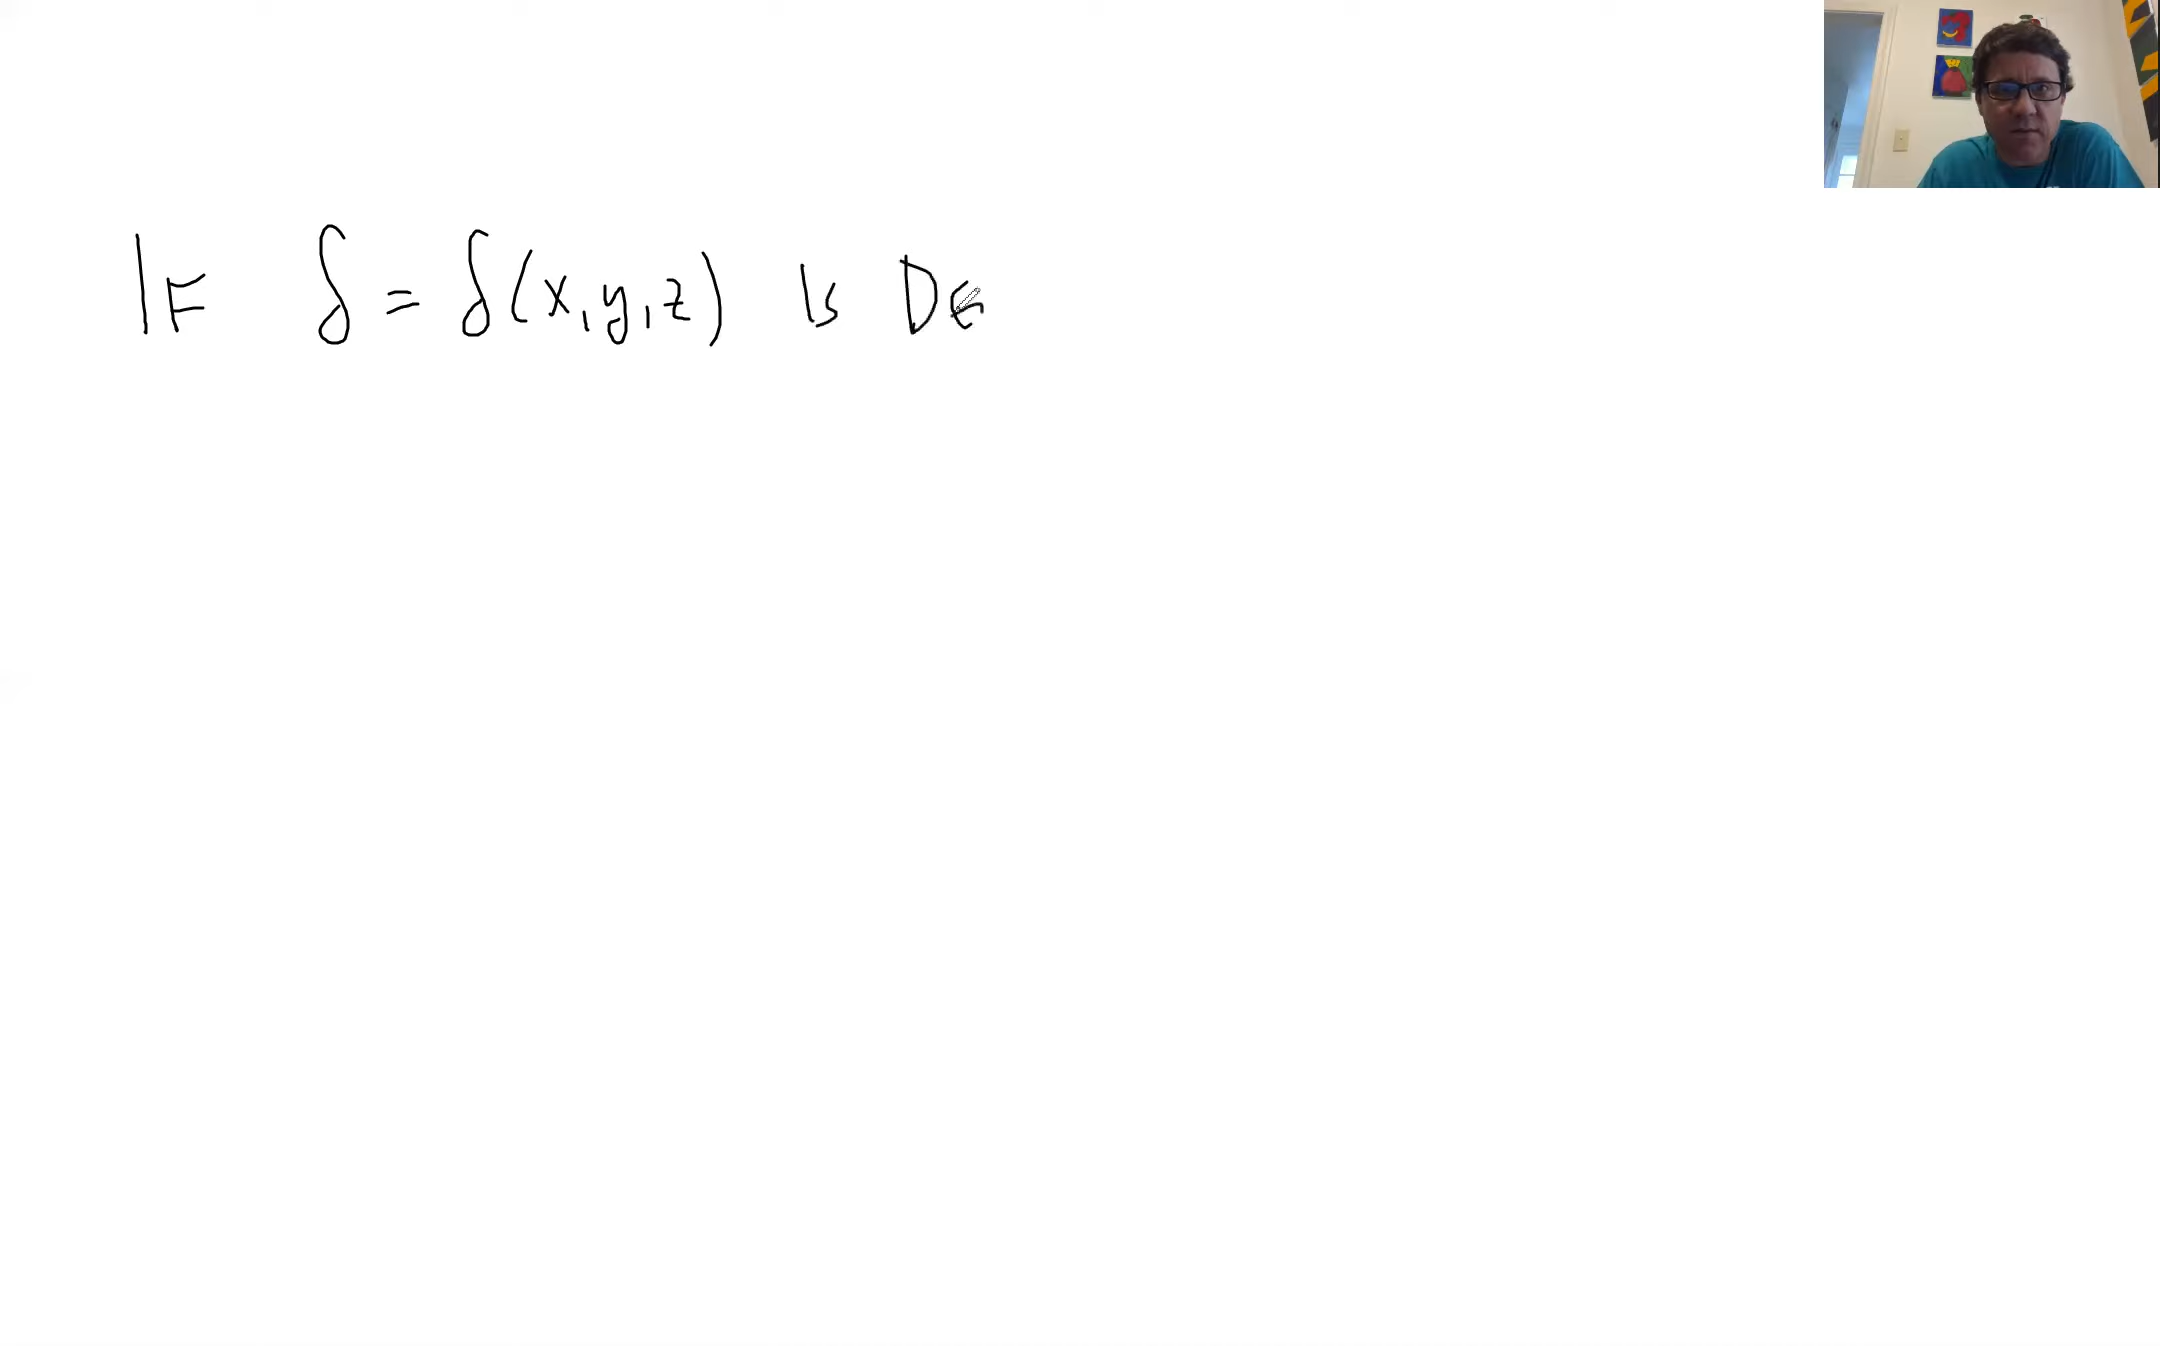 IF δ = δ(x,y,z) Is DE